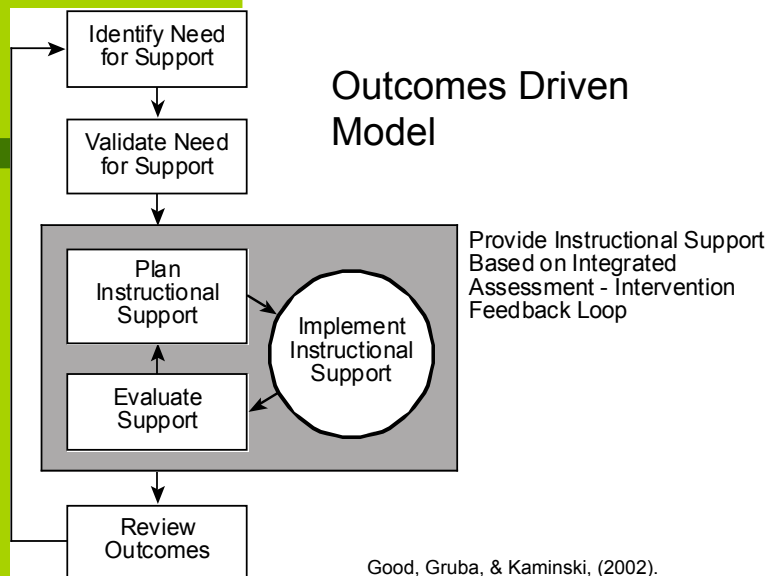 Identify Need
for Support
Outcomes Driven
Model
Validate Need
for Support
Provide Instructional Support
Based on Integrated
Assessment - Intervention
Feedback Loop
Plan
Instructional
Support
Implement
Instructional
Support
Evaluate
Support
Review
Outcomes
Good, Gruba, & Kaminski, (2002).